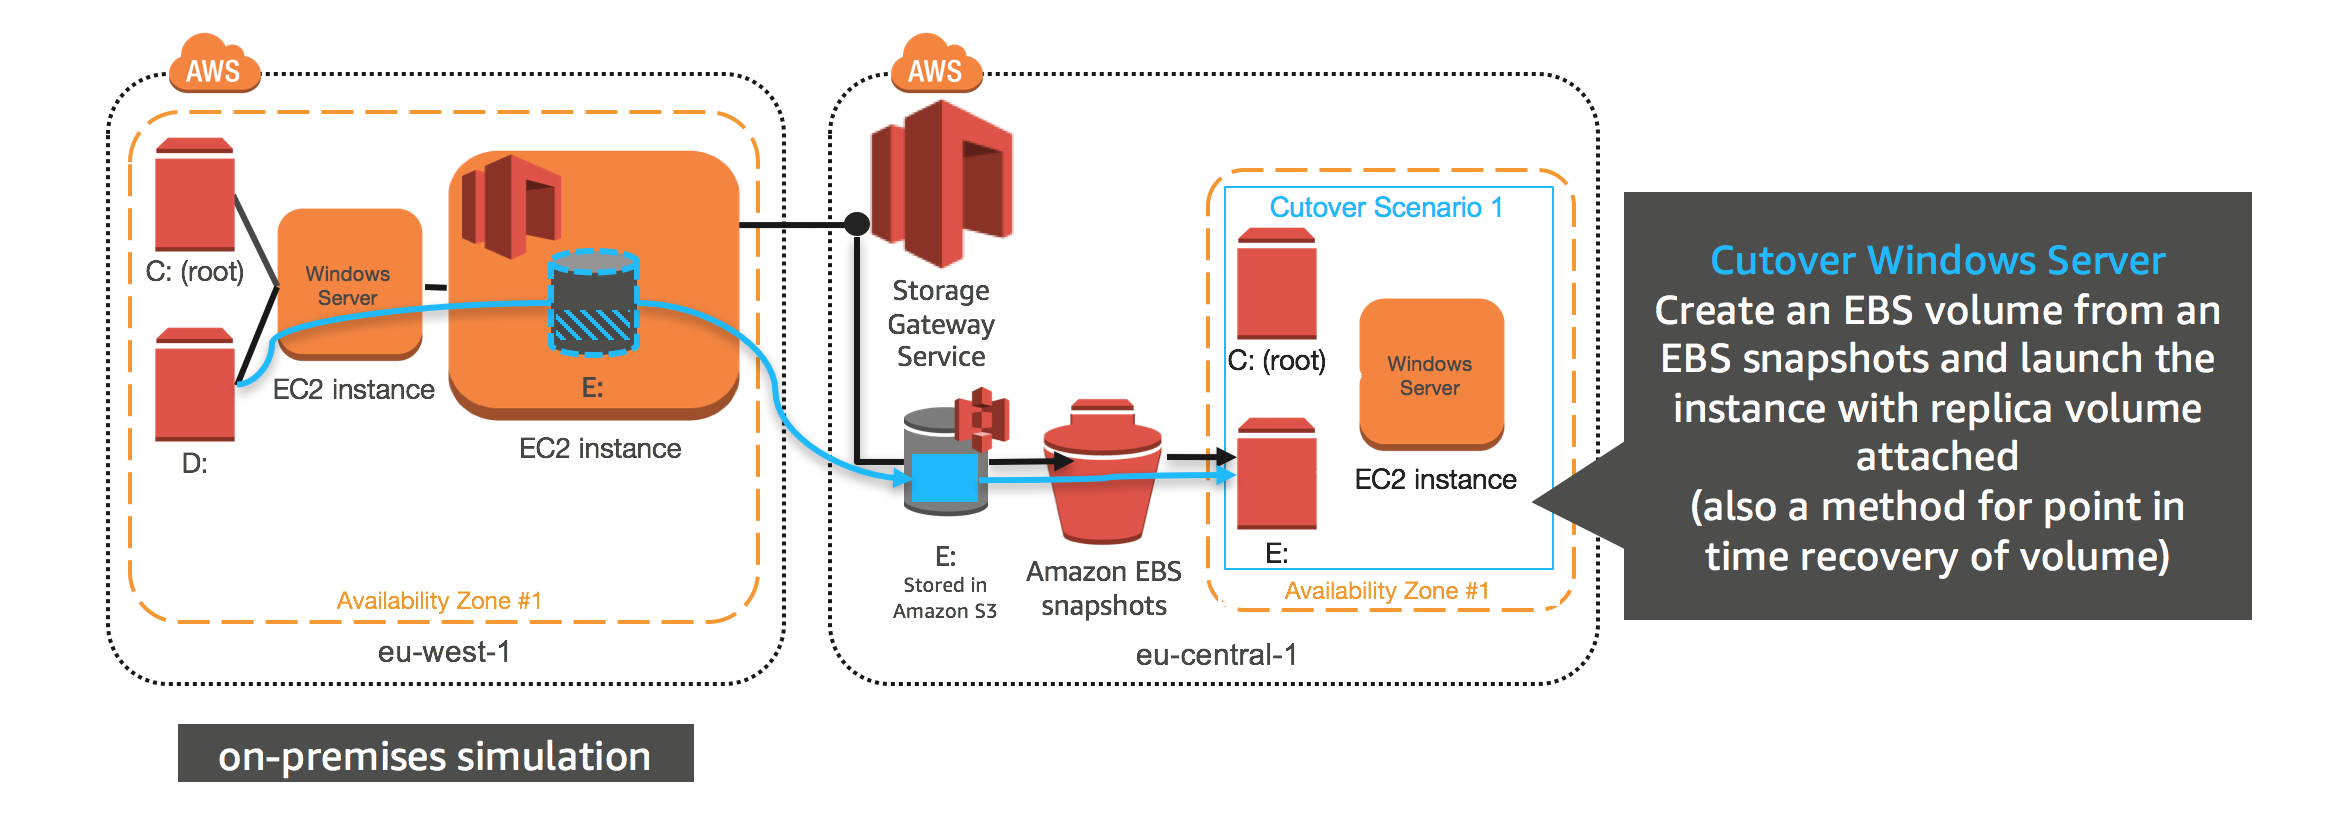 AWS
C: (root)
D:
Windows
Server
EC2 instance
E:
EC2 instance
Availability Zone #1
eu-west-1
on-premises simulation
AWS
Storage
Gateway
Service
E:
Stored in
Amazon S3
Amazon EBS
snapshots
Cutover Scenario 1
C: (root)
E:
Windows
Server
EC2 instance
Availability Zone #1
eu-central-1
Cutover Windows Server
Create an EBS volume from an
EBS snapshots and launch the
instance with replica volume
attached
(also a method for point in
time recovery of volume)